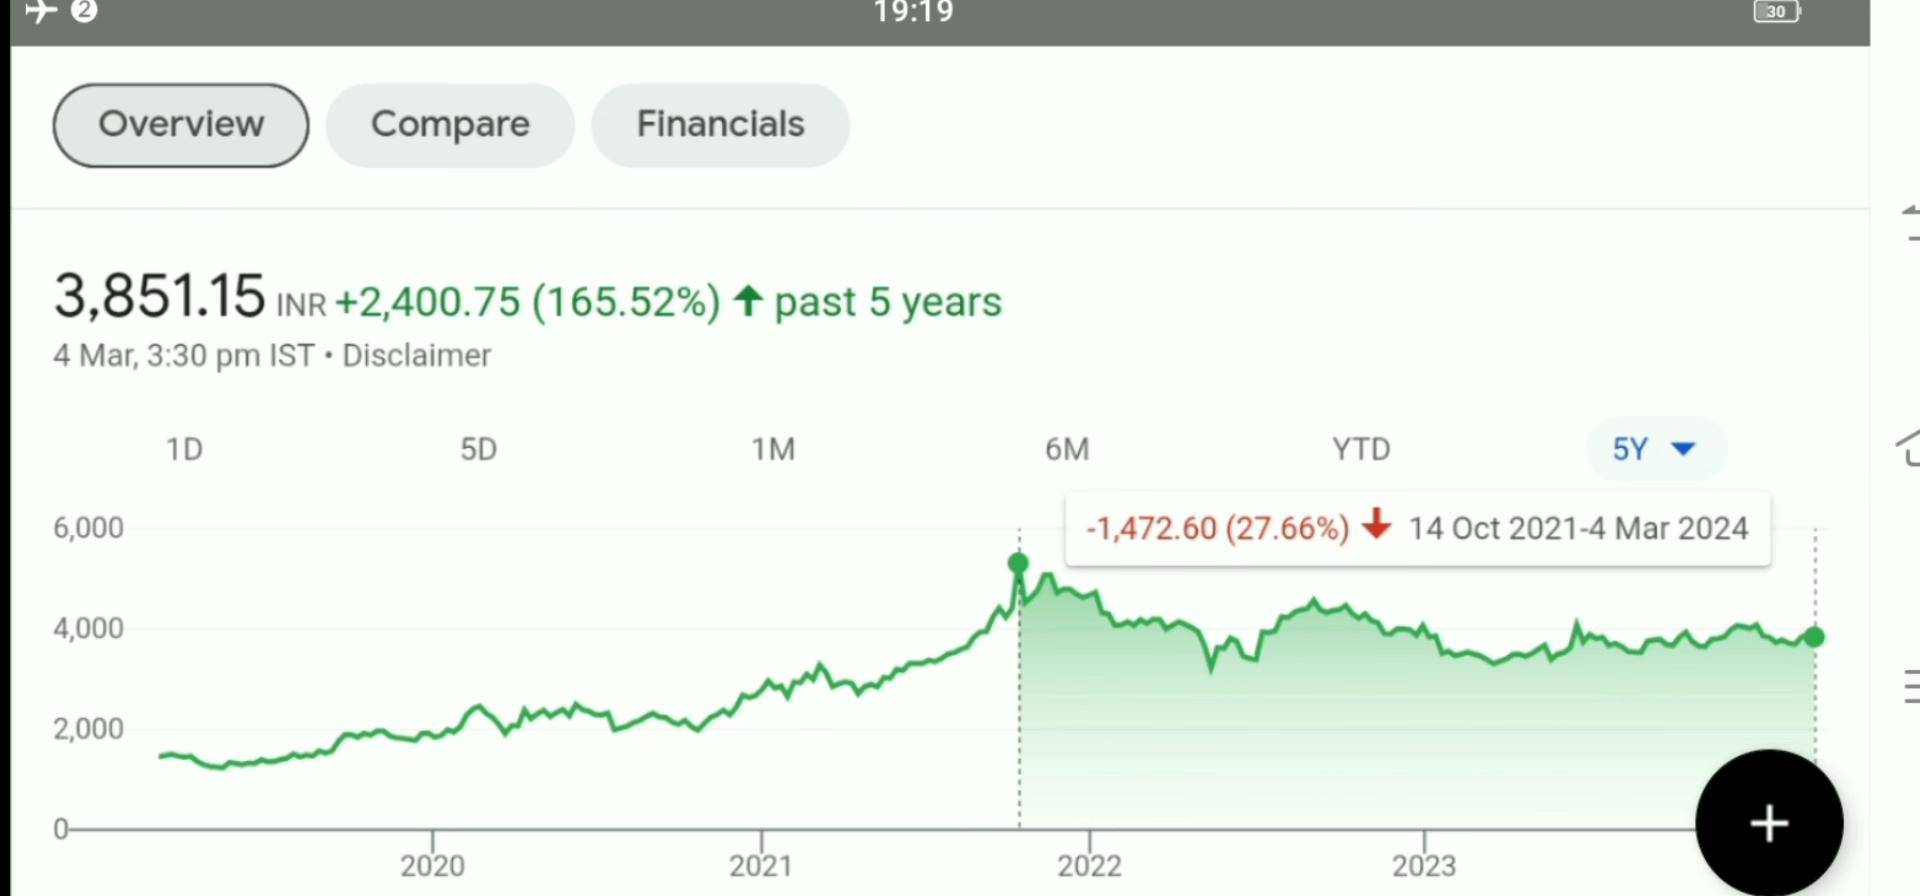 2 19:19 30
Overview Compare Financials
3,851.15 INR +2,400.75 (165.52%) ↑ past 5 years
4 Mar, 3:30 pm IST • Disclaimer
1D 5D 1M 6M YTD 5Y
-1,472.60 (27.66%) ↓ 14 Oct 2021-4 Mar 2024
6,000
4,000
2,000
0
2020 2021 2022 2023
+